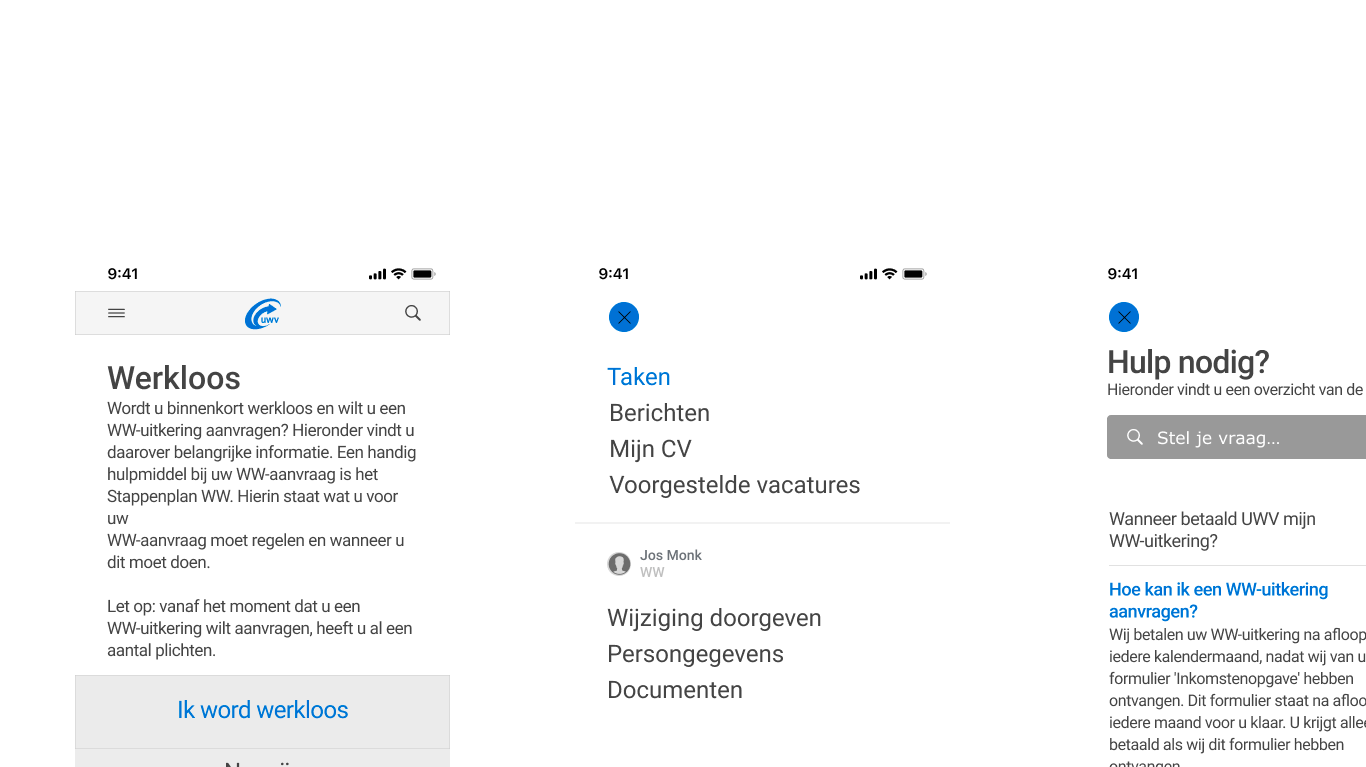 9:41
uwv
Werkloos
Wordt u binnenkort werkloos en wilt u een
WW-uitkering aanvragen? Hieronder vindt u
daarover belangrijke informatie. Een handig
hulpmiddel bij uw WW-aanvraag is het
Stappenplan WW. Hierin staat wat u voor
uw
WW-aanvraag moet regelen en wanneer u
dit moet doen.
Let op: vanaf het moment dat u een
WW-uitkering wilt aanvragen, heeft u al een
aantal plichten.
Ik word werkloos
9:41
Taken
Berichten
Mijn CV
Voorgestelde vacatures
Jos Monk
WW
Wijziging doorgeven
Persongegevens
Documenten
9:41
Hulp nodig?
Hieronder vindt u een overzicht van de
Stel je vraag...
Wanneer betaald UWV mijn
WW-uitkering?
Hoe kan ik een WW-uitkering
aanvragen?
Wij betalen uw WW-uitkering na afloop
iedere kalendermaand, nadat wij van u
formulier 'Inkomstenopgave' hebben
ontvangen. Dit formulier staat na afloo
iedere maand voor u klaar. U krijgt allee
betaald als wij dit formulier hebben
ontvangen